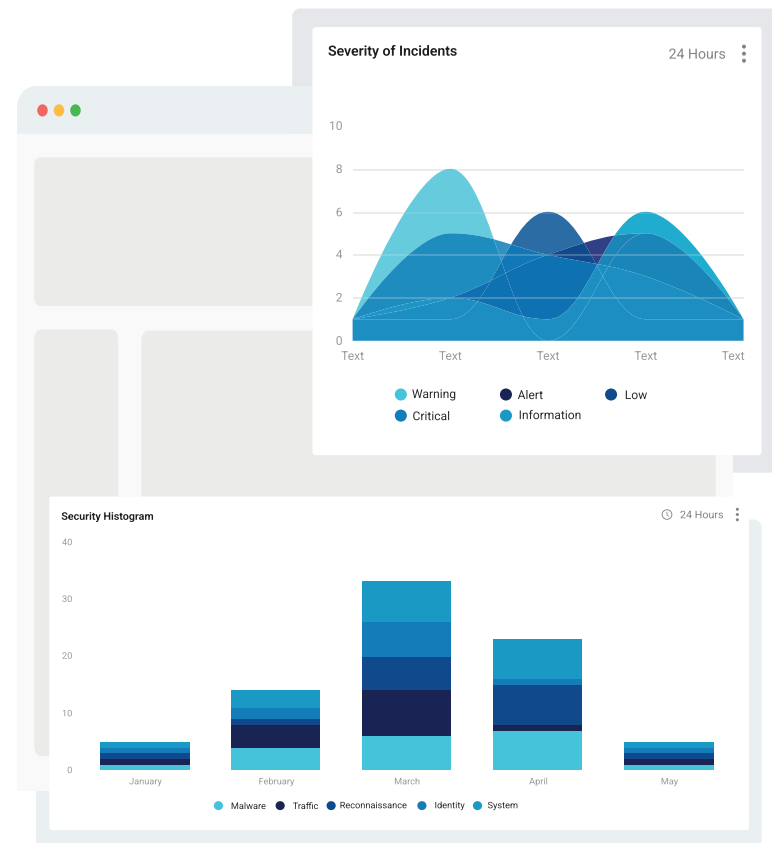 Severity of Incidents
24 Hours
10
8
6
4
2
0
Text Text Text Text Text
Warning Alert Low
Critical Information
Security Histogram
24 Hours
40
30
20
10
0
January February March April May
Malware Traffic Reconnaissance Identity System